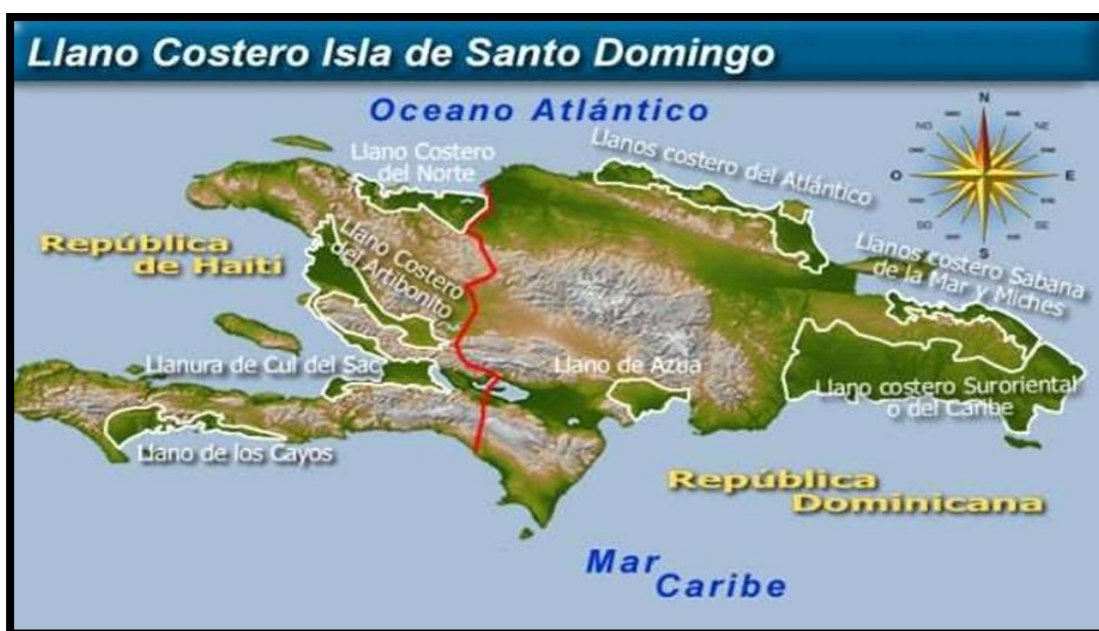 Llano Costero Isla de Santo Domingo
Oceano Atlántico
N
NO
NE
O
E
SO
SE
S
Llano Costero
del Norte
Llanos costero del Atlántico
República
de Haití
Llano Costero
del Artibonito
Llanos costero Sabana
de la Mar y Miches
Llanura de Cul del Sac
Llano de Azua
Llano costero Suroriental
o del Caribe
Llano de los Cayos
República
Dominicana
Mar
Caribe